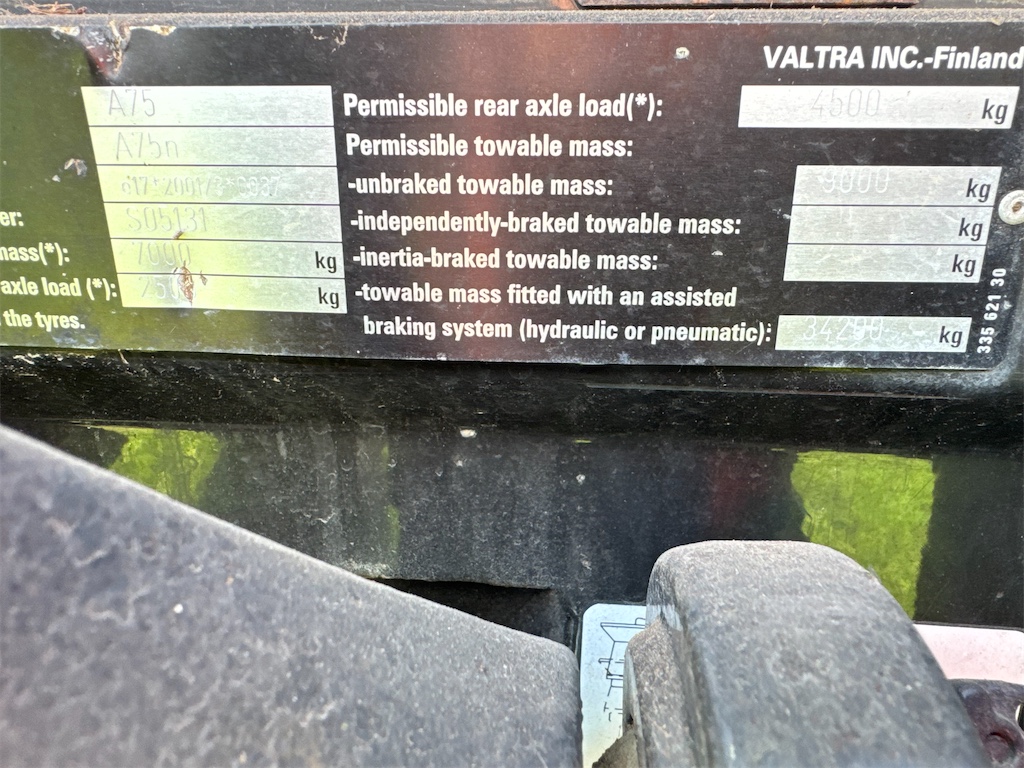 VALTRA INC.-Finland
A75 Permissible rear axle load(*): 4500 kg
A75n Permissible towable mass:
-unbraked towable mass: 9000 kg
er: S05131 -independently-braked towable mass: kg
mass(*): 7000 kg -inertia-braked towable mass: kg
axle load (*): kg -towable mass fitted with an assisted
the tyres. braking system (hydraulic or pneumatic): 34200 kg
335 621 30